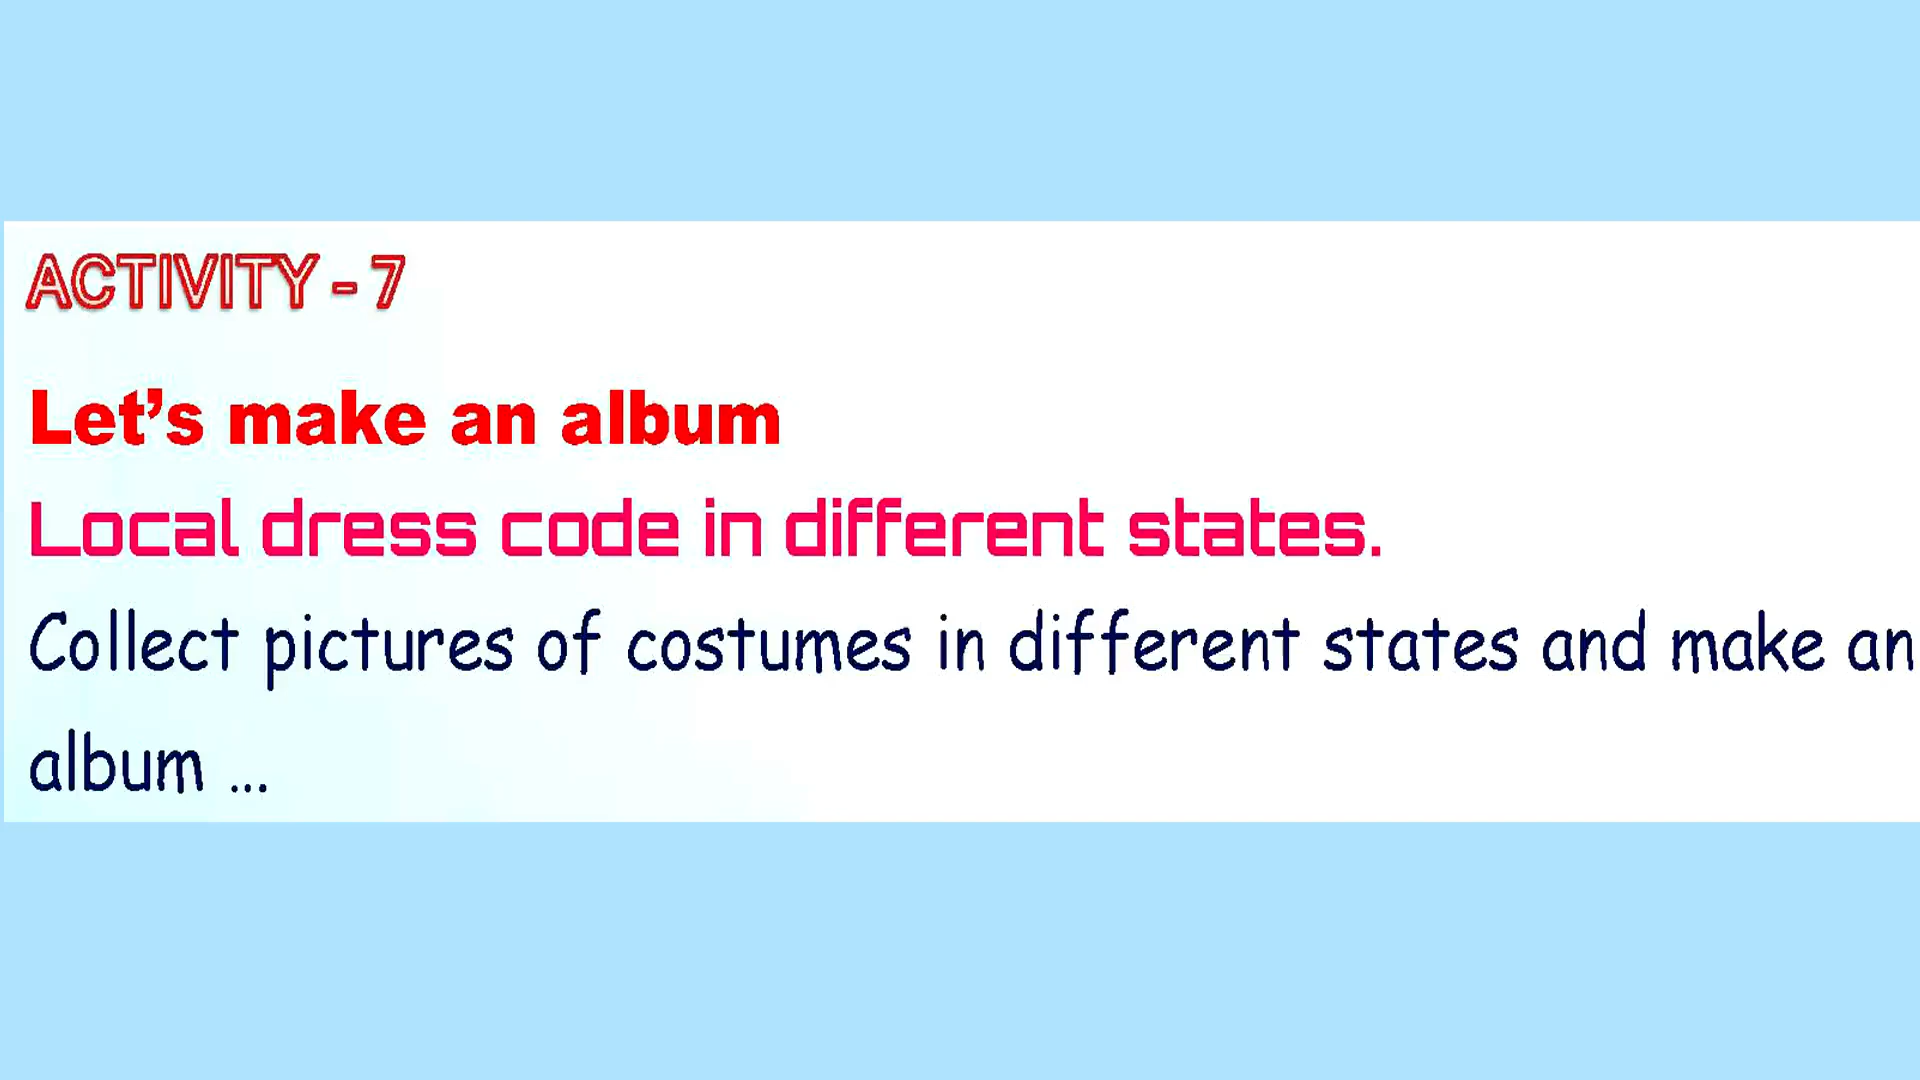 ACTIVITY - 7
Let’s make an album
Local dress code in different states.
Collect pictures of costumes in different states and make an
album ...